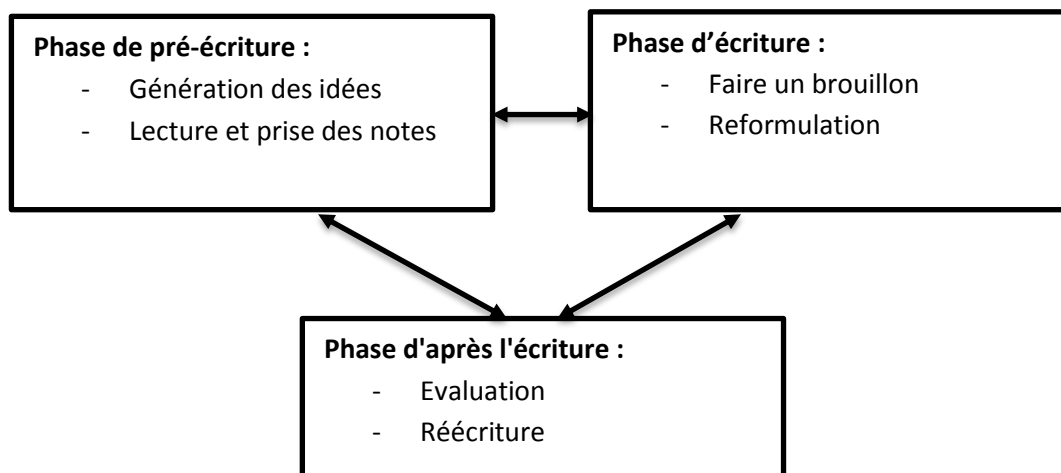 Phase de pré-écriture :
- Génération des idées
- Lecture et prise des notes
Phase d’écriture :
- Faire un brouillon
- Reformulation
Phase d'après l'écriture :
- Evaluation
- Réécriture